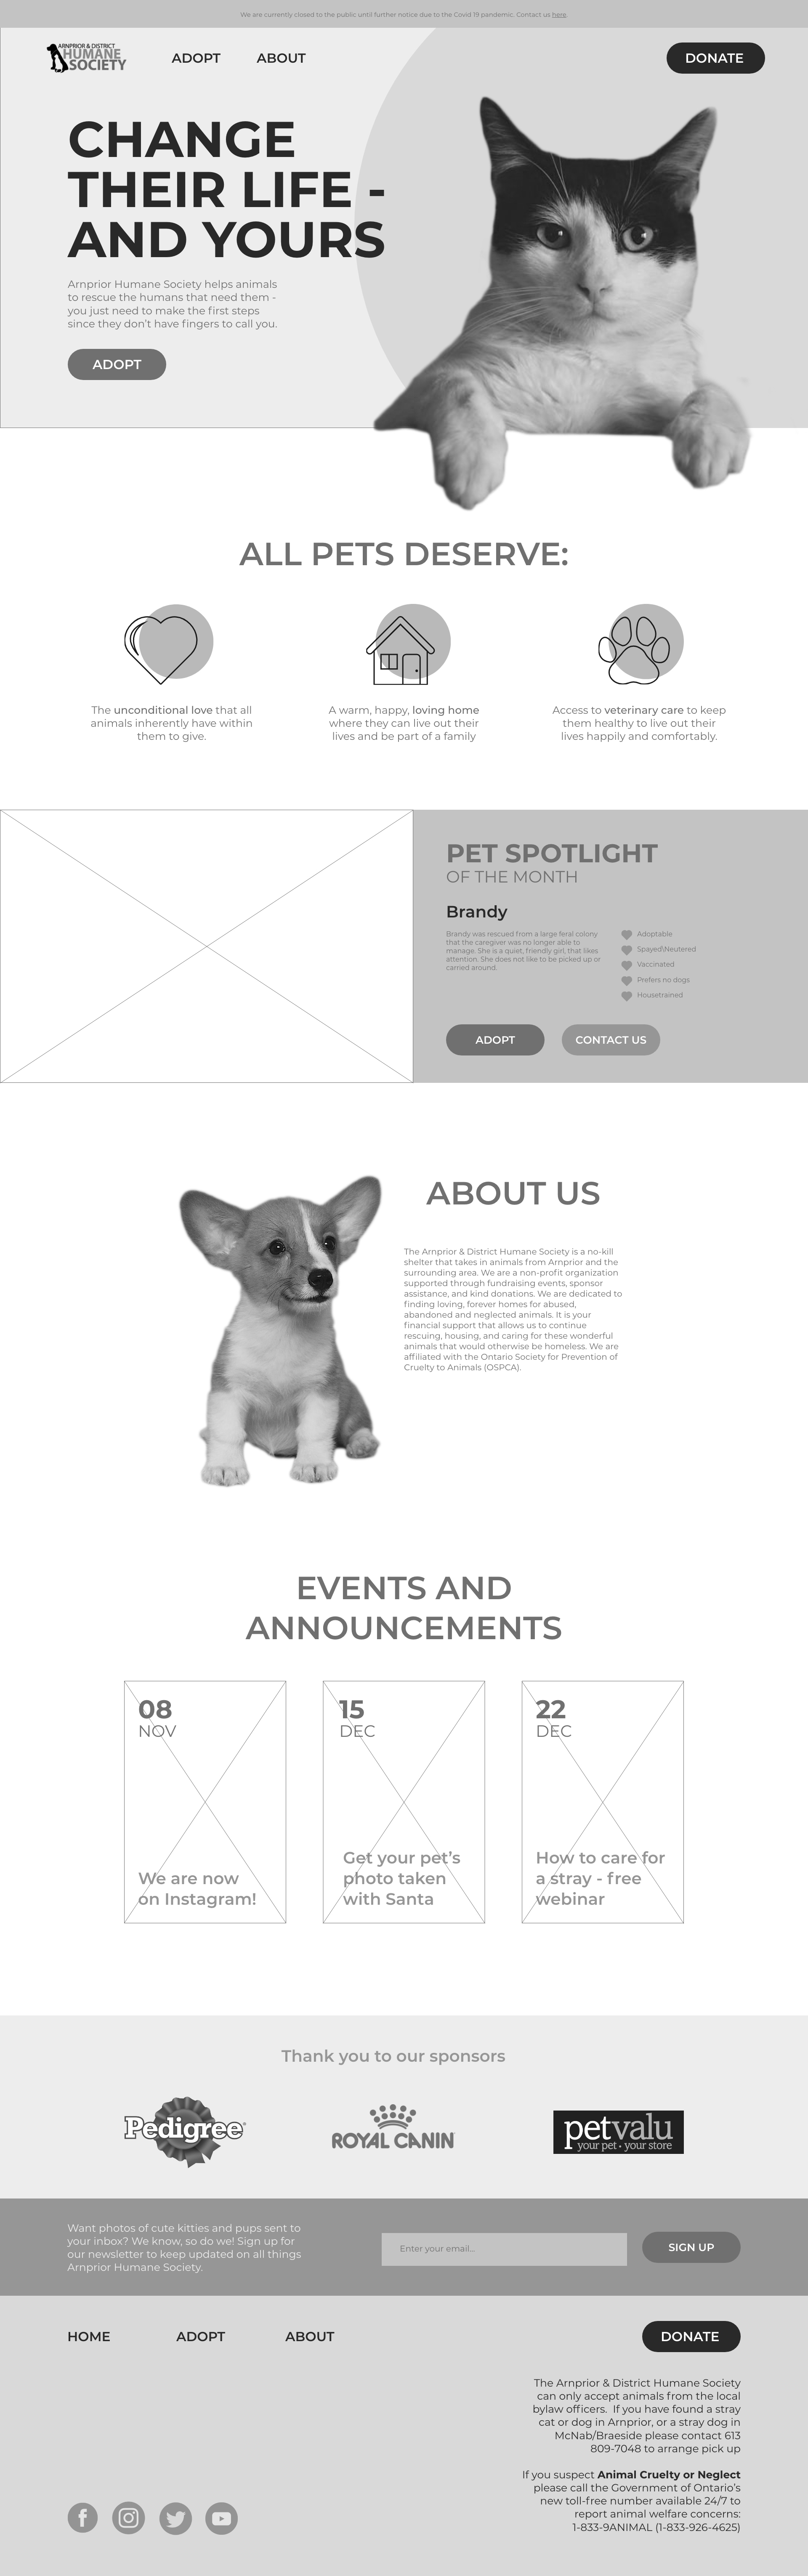 We are currently closed to the public until further notice due to the Covid 19 pandemic. Contact us here.
ARNPRIOR & DISTRICT
HUMANE
SOCIETY
ADOPT
ABOUT
DONATE
CHANGE
THEIR LIFE -
AND YOURS
Arnprior Humane Society helps animals
to rescue the humans that need them -
you just need to make the first steps
since they don't have fingers to call you.
ADOPT
ALL PETS DESERVE:
The unconditional love that all
animals inherently have within
them to give.
A warm, happy, loving home
where they can live out their
lives and be part of a family
Access to veterinary care to keep
them healthy to live out their
lives happily and comfortably.
PET SPOTLIGHT
OF THE MONTH
Brandy
Brandy was rescued from a large feral colony
that the caregiver was no longer able to
manage. She is a quiet, friendly girl, that likes
attention. She does not like to be picked up or
carried around.
Adoptable
Spayed\Neutered
Vaccinated
Prefers no dogs
Housetrained
ADOPT
CONTACT US
ABOUT US
The Arnprior & District Humane Society is a no-kill
shelter that takes in animals from Arnprior and the
surrounding area. We are a non-profit organization
supported through fundraising events, sponsor
assistance, and kind donations. We are dedicated to
finding loving, forever homes for abused,
abandoned and neglected animals. It is your
financial support that allows us to continue
rescuing, housing, and caring for these wonderful
animals that would otherwise be homeless. We are
affiliated with the Ontario Society for Prevention of
Cruelty to Animals (OSPCA).
EVENTS AND
ANNOUNCEMENTS
08
NOV
We are now
on Instagram!
15
DEC
Get your pet's
photo taken
with Santa
22
DEC
How to care for
a stray - free
webinar
Thank you to our sponsors
Pedigree®
ROYAL CANIN
petvalu
your pet • your store
Want photos of cute kitties and pups sent to
your inbox? We know, so do we! Sign up for
our newsletter to keep updated on all things
Arnprior Humane Society.
Enter your email...
SIGN UP
HOME
ADOPT
ABOUT
DONATE
The Arnprior & District Humane Society
can only accept animals from the local
bylaw officers.  If you have found a stray
cat or dog in Arnprior, or a stray dog in
McNab/Braeside please contact 613
809-7048 to arrange pick up
If you suspect Animal Cruelty or Neglect
please call the Government of Ontario's
new toll-free number available 24/7 to
report animal welfare concerns:
1-833-9ANIMAL (1-833-926-4625)